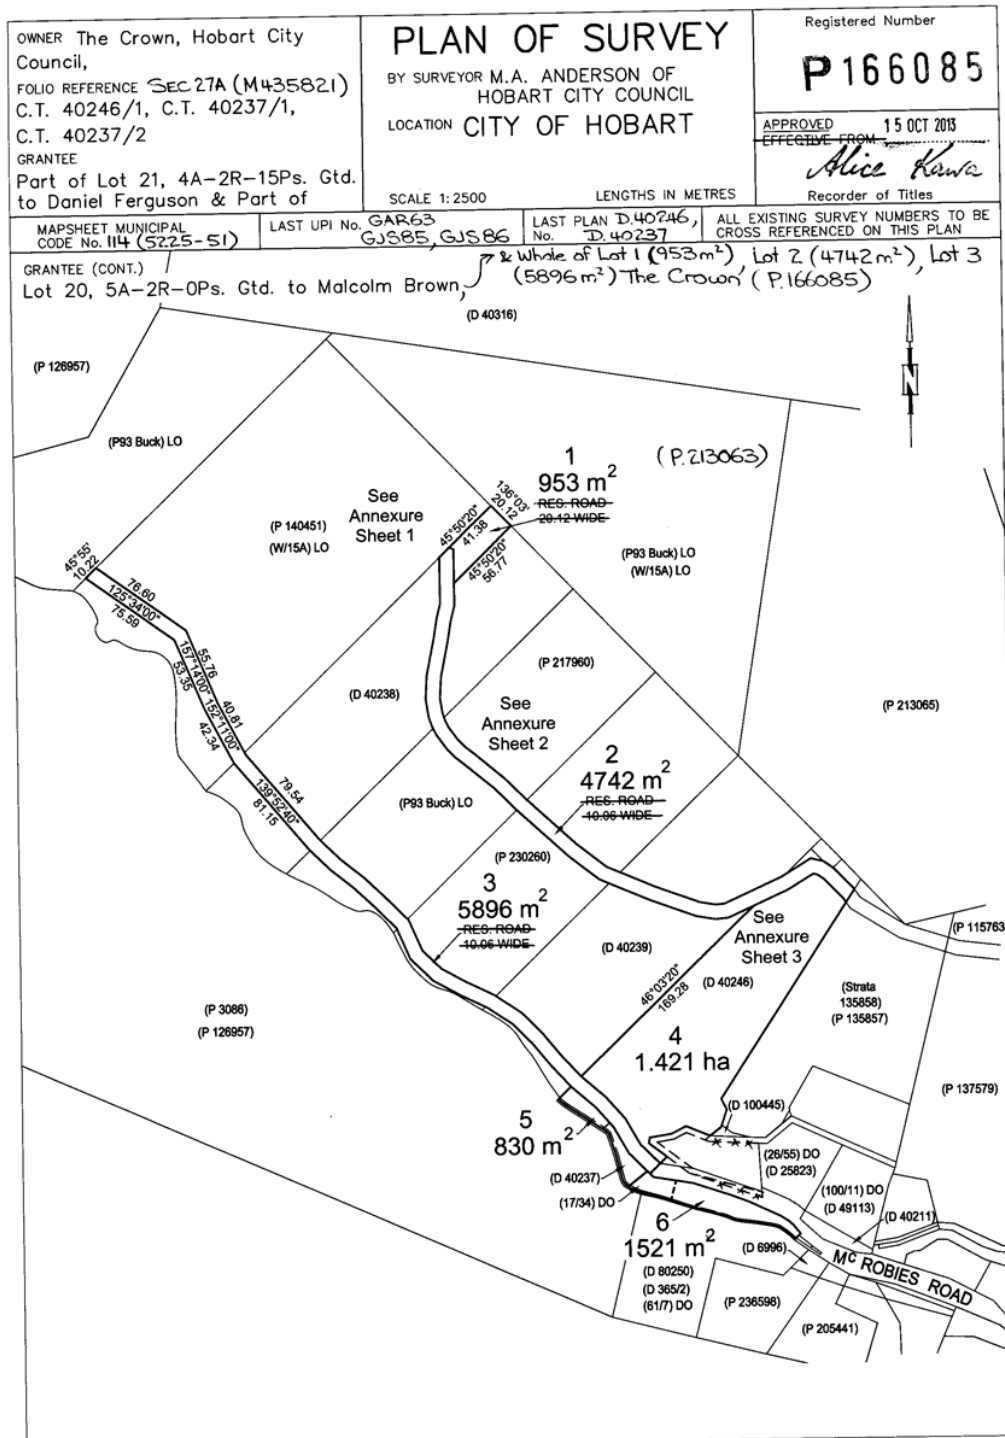 OWNER The Crown, Hobart City
Council,
FOLIO REFERENCE SEC 27A (M435821)
C.T. 40246/1, C.T. 40237/1,
C.T. 40237/2
GRANTEE
Part of Lot 21, 4A-2R-15Ps. Gtd.
to Daniel Ferguson & Part of
PLAN OF SURVEY
BY SURVEYOR M.A. ANDERSON OF
HOBART CITY COUNCIL
LOCATION CITY OF HOBART
SCALE 1:2500
LENGTHS IN METRES
Registered Number
P166085
APPROVED 15 OCT 2013
EFFECTIVE FROM
Alice Kawa
Recorder of Titles
MAPSHEET MUNICIPAL
CODE No. 114 (5225-51)
LAST UPI No. GAR63
GJS85, GJS86
LAST PLAN D.40246,
No. D.40237
ALL EXISTING SURVEY NUMBERS TO BE
CROSS REFERENCED ON THIS PLAN
GRANTEE (CONT.)
Lot 20, 5A-2R-0Ps. Gtd. to Malcolm Brown,
& Whole of Lot 1 (953m²), Lot 2 (4742m²), Lot 3
(5896m²) The Crown (P.166085)
(D 40316)
(P 126957)
N
(P93 Buck) LO
1
953 m²
RES. ROAD
20.12 WIDE
(P.213063)
See
Annexure
Sheet 1
(P 140451)
(W/15A) LO
136°03'
20.12
45°50'20"
41.38
45°50'20"
56.77
(P93 Buck) LO
(W/15A) LO
45°55'
10.22
76.60
125°34'00"
75.59
55.76
157°14'00"
53.35
40.81
152°11'00"
42.34
79.54
139°52'40"
81.15
(P 217960)
(D 40238)
(P 213065)
See
Annexure
Sheet 2
2
4742 m²
RES. ROAD
10.06 WIDE
(P93 Buck) LO
(P 230260)
3
5896 m²
RES. ROAD
10.06 WIDE
(D 40239)
See
Annexure
Sheet 3
(P 115763
46°03'20"
169.28
(D 40246)
(Strata
135858)
(P 135857)
(P 3086)
(P 126957)
4
1.421 ha
(P 137579)
(D 100445)
5
830 m²
(26/55) DO
(D 25823)
(D 40237)
(17/34) DO
(100/11) DO
(D 49113)
(D 40211)
6
1521 m²
(D 80250)
(D 365/2)
(61/7) DO
(D 6996)
Mc ROBIES ROAD
(P 236598)
(P 205441)